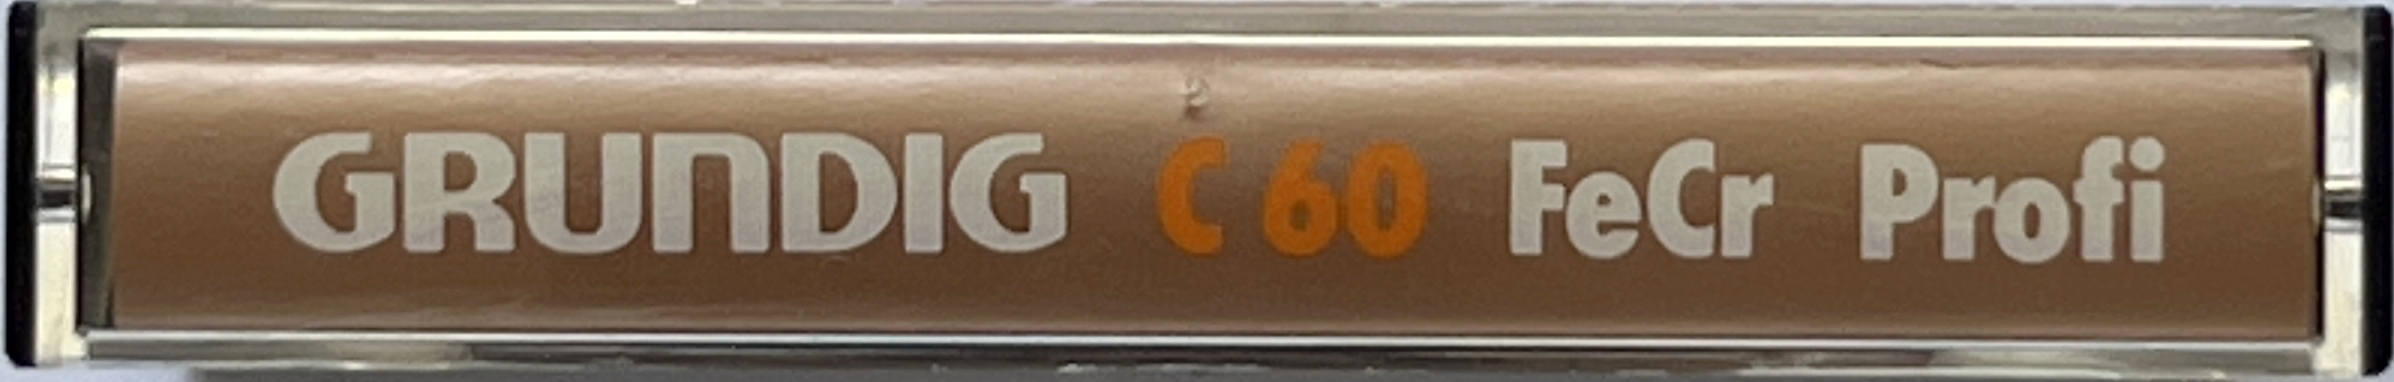 GRUNDIG C 60 FeCr Profi